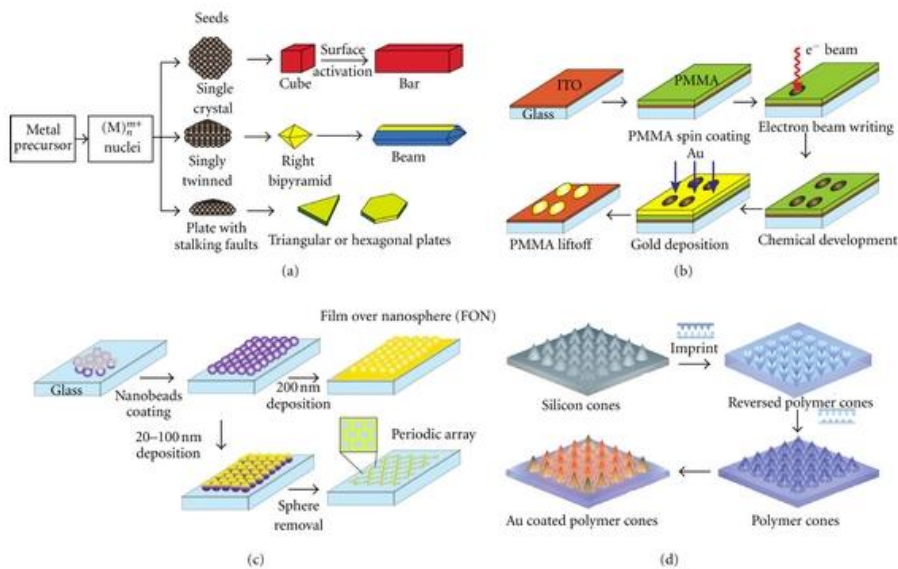 Seeds
Single
crystal
Cube
Surface
activation
Bar
Metal
precursor
(M)ₙᵐ⁺
nuclei
Singly
twinned
Right
bipyramid
Beam
Plate with
stalking faults
Triangular or hexagonal plates
(a)
ITO
Glass
PMMA
PMMA spin coating
e⁻ beam
Electron beam writing
Chemical development
Au
Gold deposition
PMMA liftoff
(b)
Glass
Nanobeads
coating
Film over nanosphere (FON)
200 nm
deposition
20–100 nm
deposition
Sphere
removal
Periodic array
(c)
Silicon cones
Imprint
Reversed polymer cones
Polymer cones
Au coated polymer cones
(d)